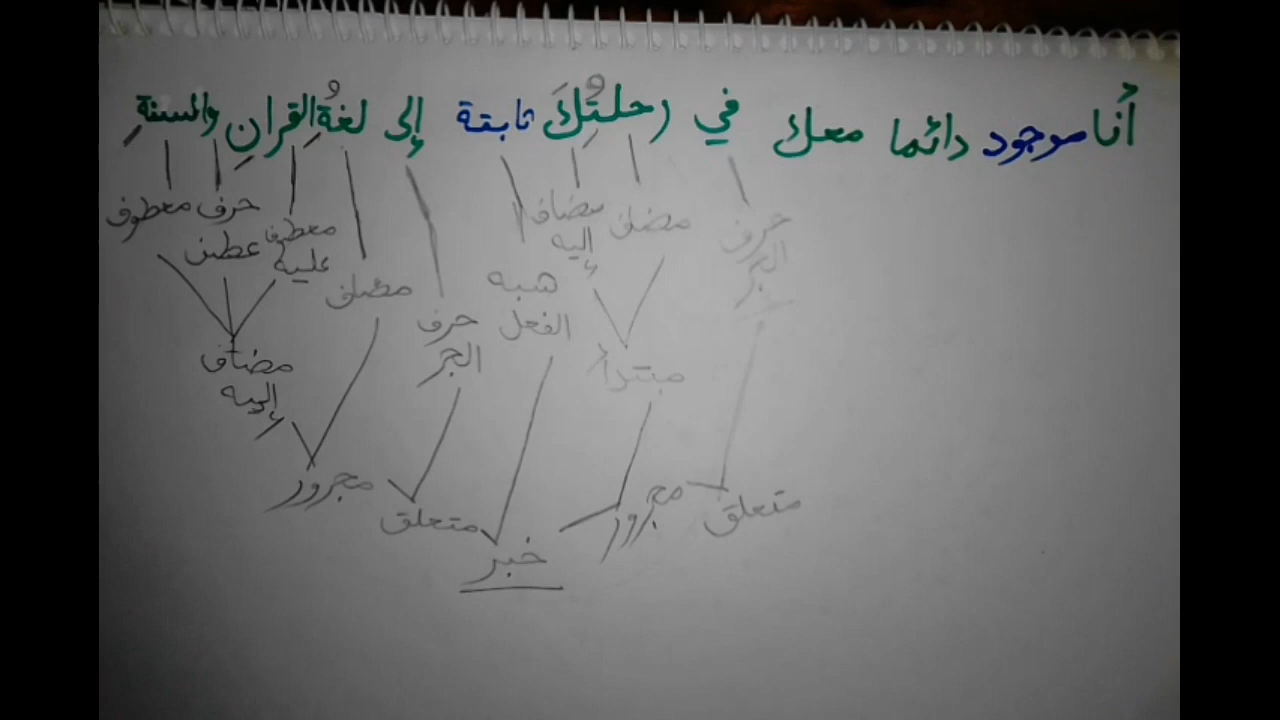 أنا موجود دائما معك في رحلتك ثابتة إلى لغة القران والسنة
حرف الجر
مضاف
مضاف إليه
شبه الفعل
حرف الجر
مضاف
معطوف عليه
حرف عطف
معطوف
مبتدأ
مضاف إليه
متعلق
مجرور
مجرور
متعلق
خبر